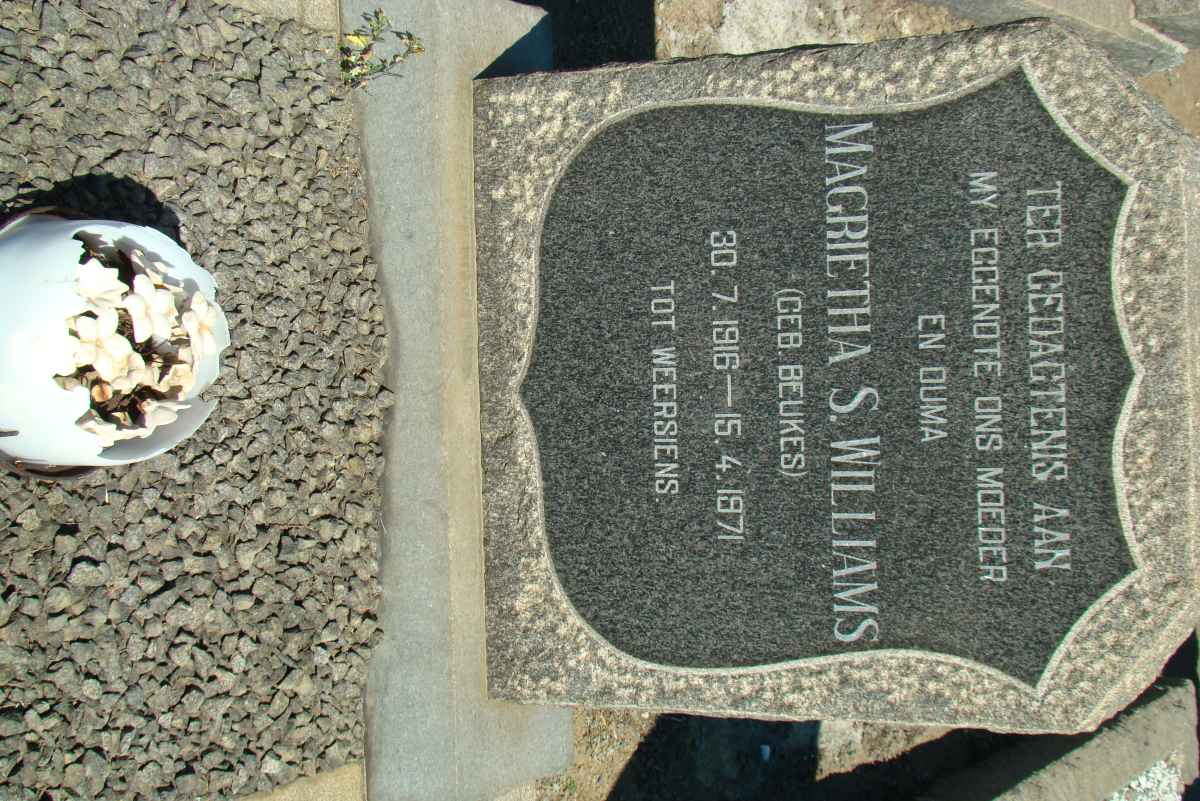 TER GEDAGTENIS AAN
MY EGGENOTE ONS MOEDER
EN OUMA
MAGRIETHA S. WILLIAMS
(GEB. BEUKES)
30. 7. 1916 — 15. 4. 1971
TOT WEERSIENS